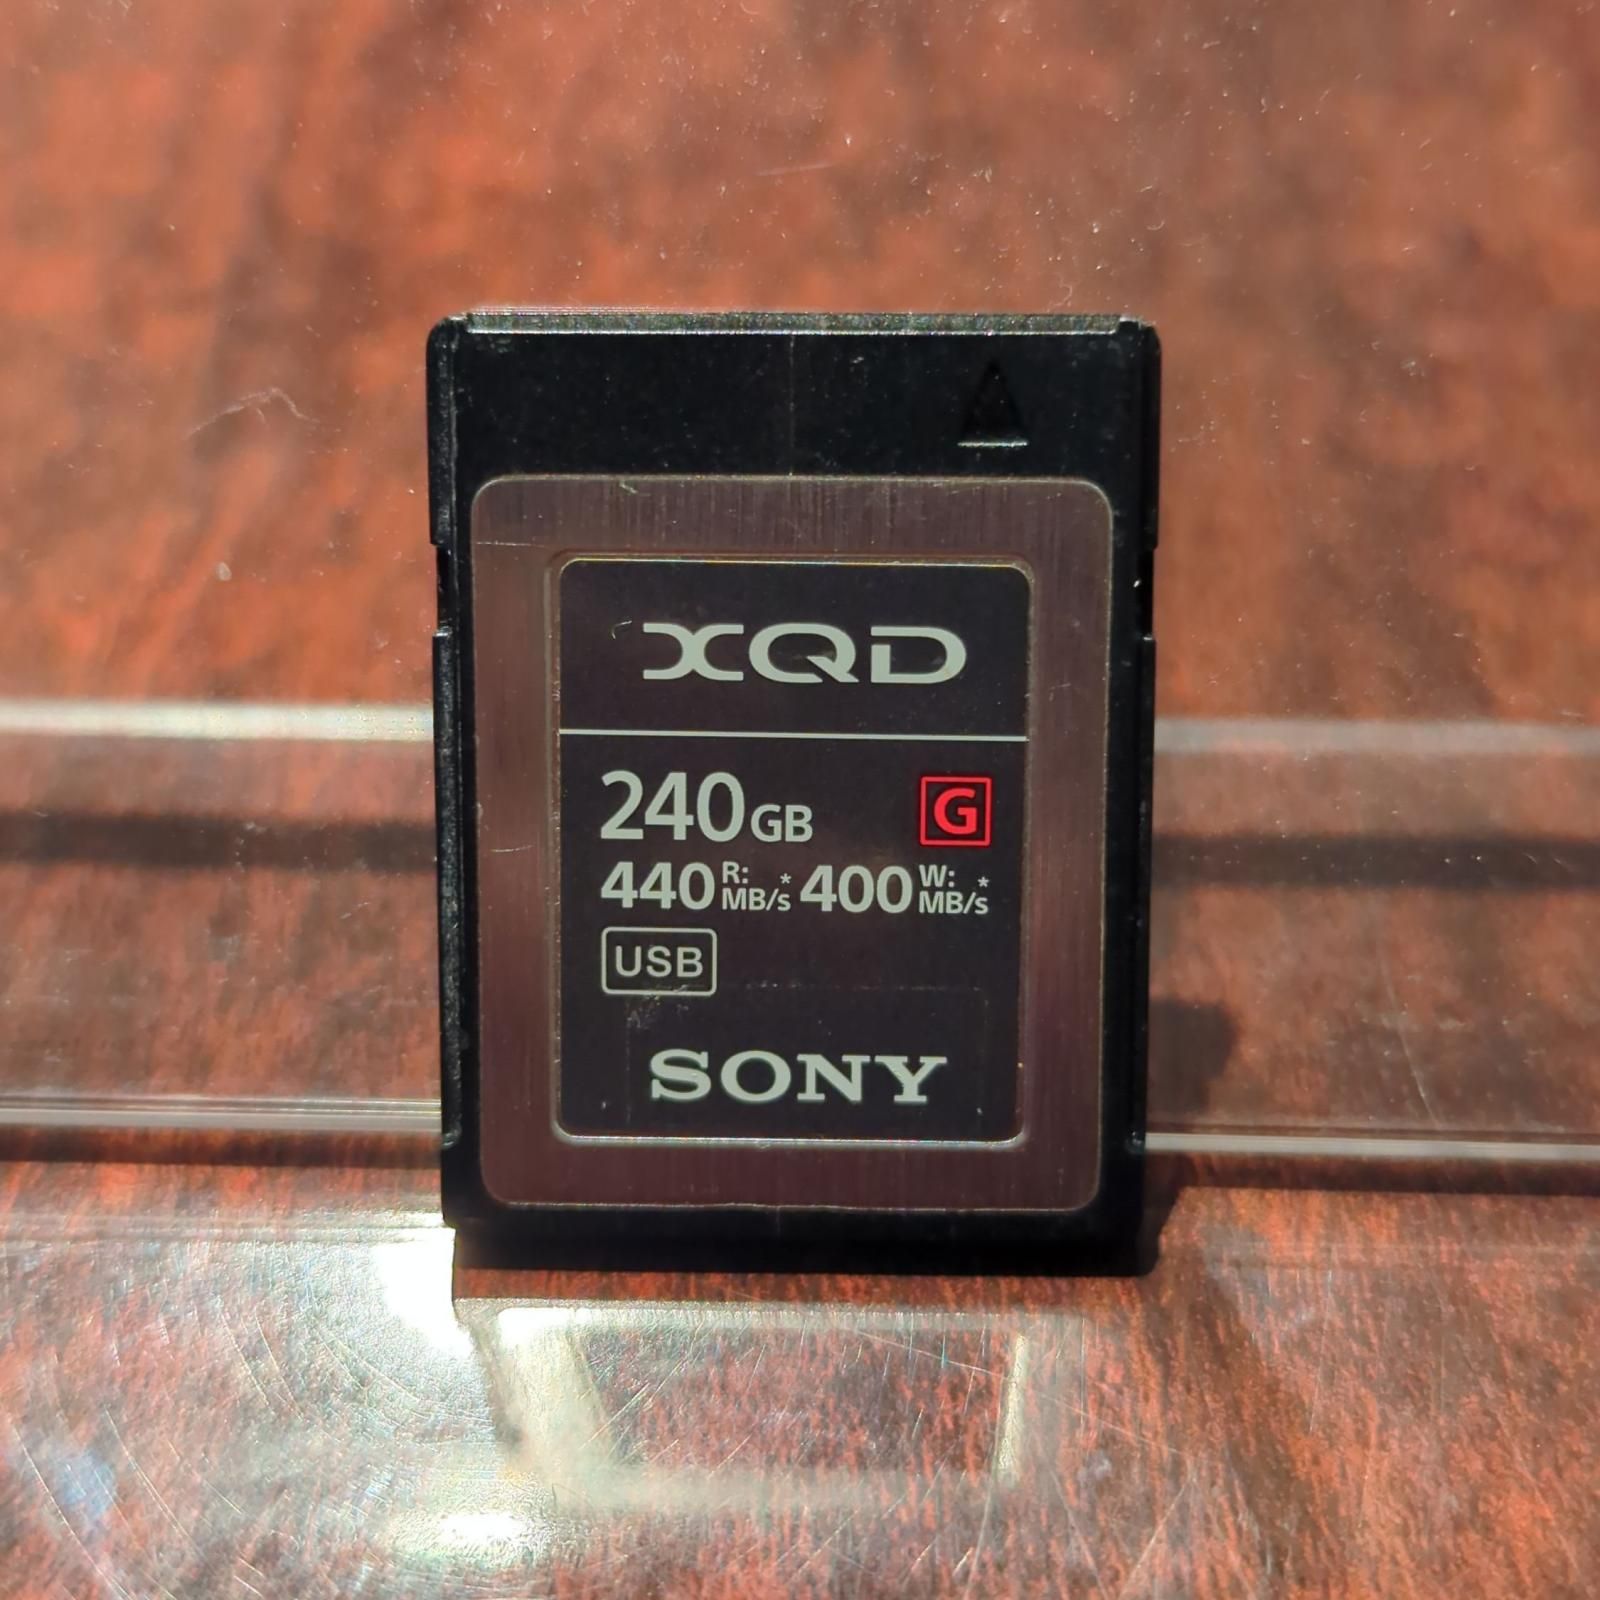 XQD
240GB G
440 R: MB/s* 400 W: MB/s*
USB
SONY